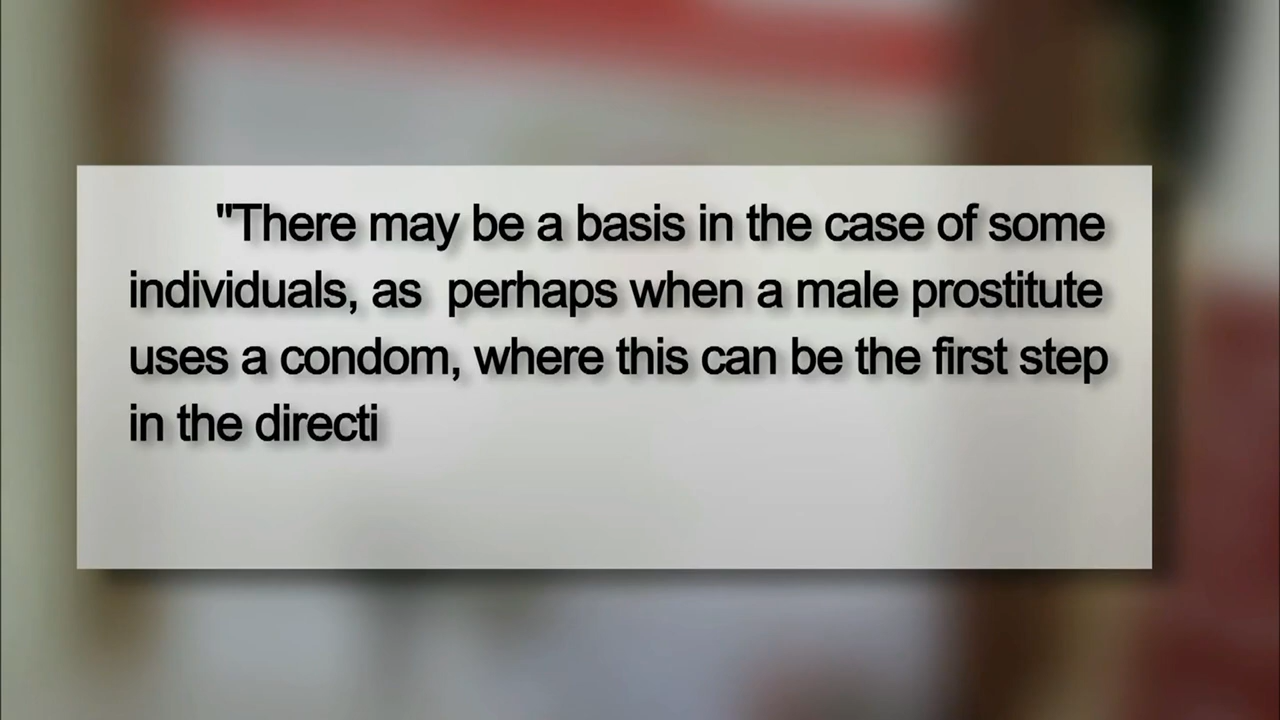 "There may be a basis in the case of some
individuals, as  perhaps when a male prostitute
uses a condom, where this can be the first step
in the directi